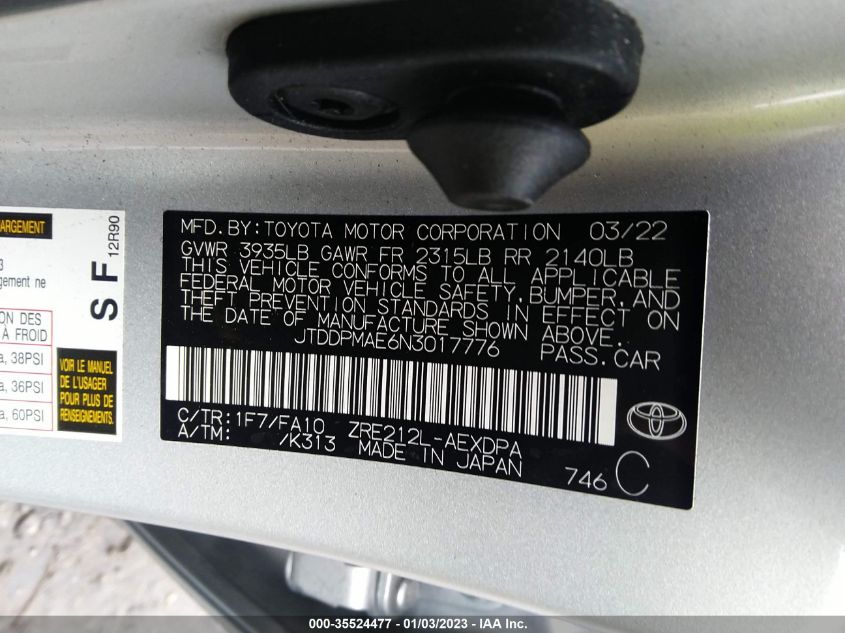 MFD. BY: TOYOTA MOTOR CORPORATION 03/22
GVWR 3935LB GAWR FR 2315LB RR 2140LB
THIS VEHICLE CONFORMS TO ALL APPLICABLE
FEDERAL MOTOR VEHICLE SAFETY, BUMPER, AND
THEFT PREVENTION STANDARDS IN EFFECT ON
THE DATE OF MANUFACTURE SHOWN ABOVE.
JTDDPMAE6N3017776 PASS. CAR
C/TR: 1F7/FA10 ZRE212L-AEXDPA
A/TM: /K313 MADE IN JAPAN
746 C
ARGEMENT
SF
12R90
gement ne
ION DES
À FROID
a, 38PSI
a, 36PSI
a, 60PSI
VOIR LE MANUEL
DE L'USAGER
POUR PLUS DE
RENSEIGNEMENTS.
000-35524477 - 01/03/2023 - © IAA Inc.